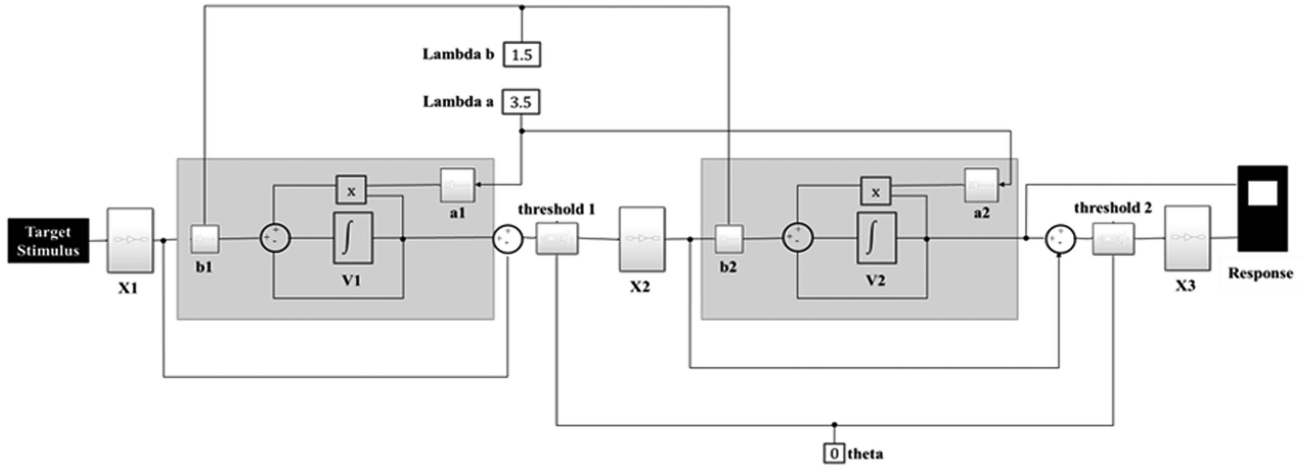 Lambda b 1.5
Lambda a 3.5
Target
Stimulus
X1
b1
x
a1
V1
threshold 1
X2
b2
x
a2
V2
threshold 2
X3
Response
0 theta